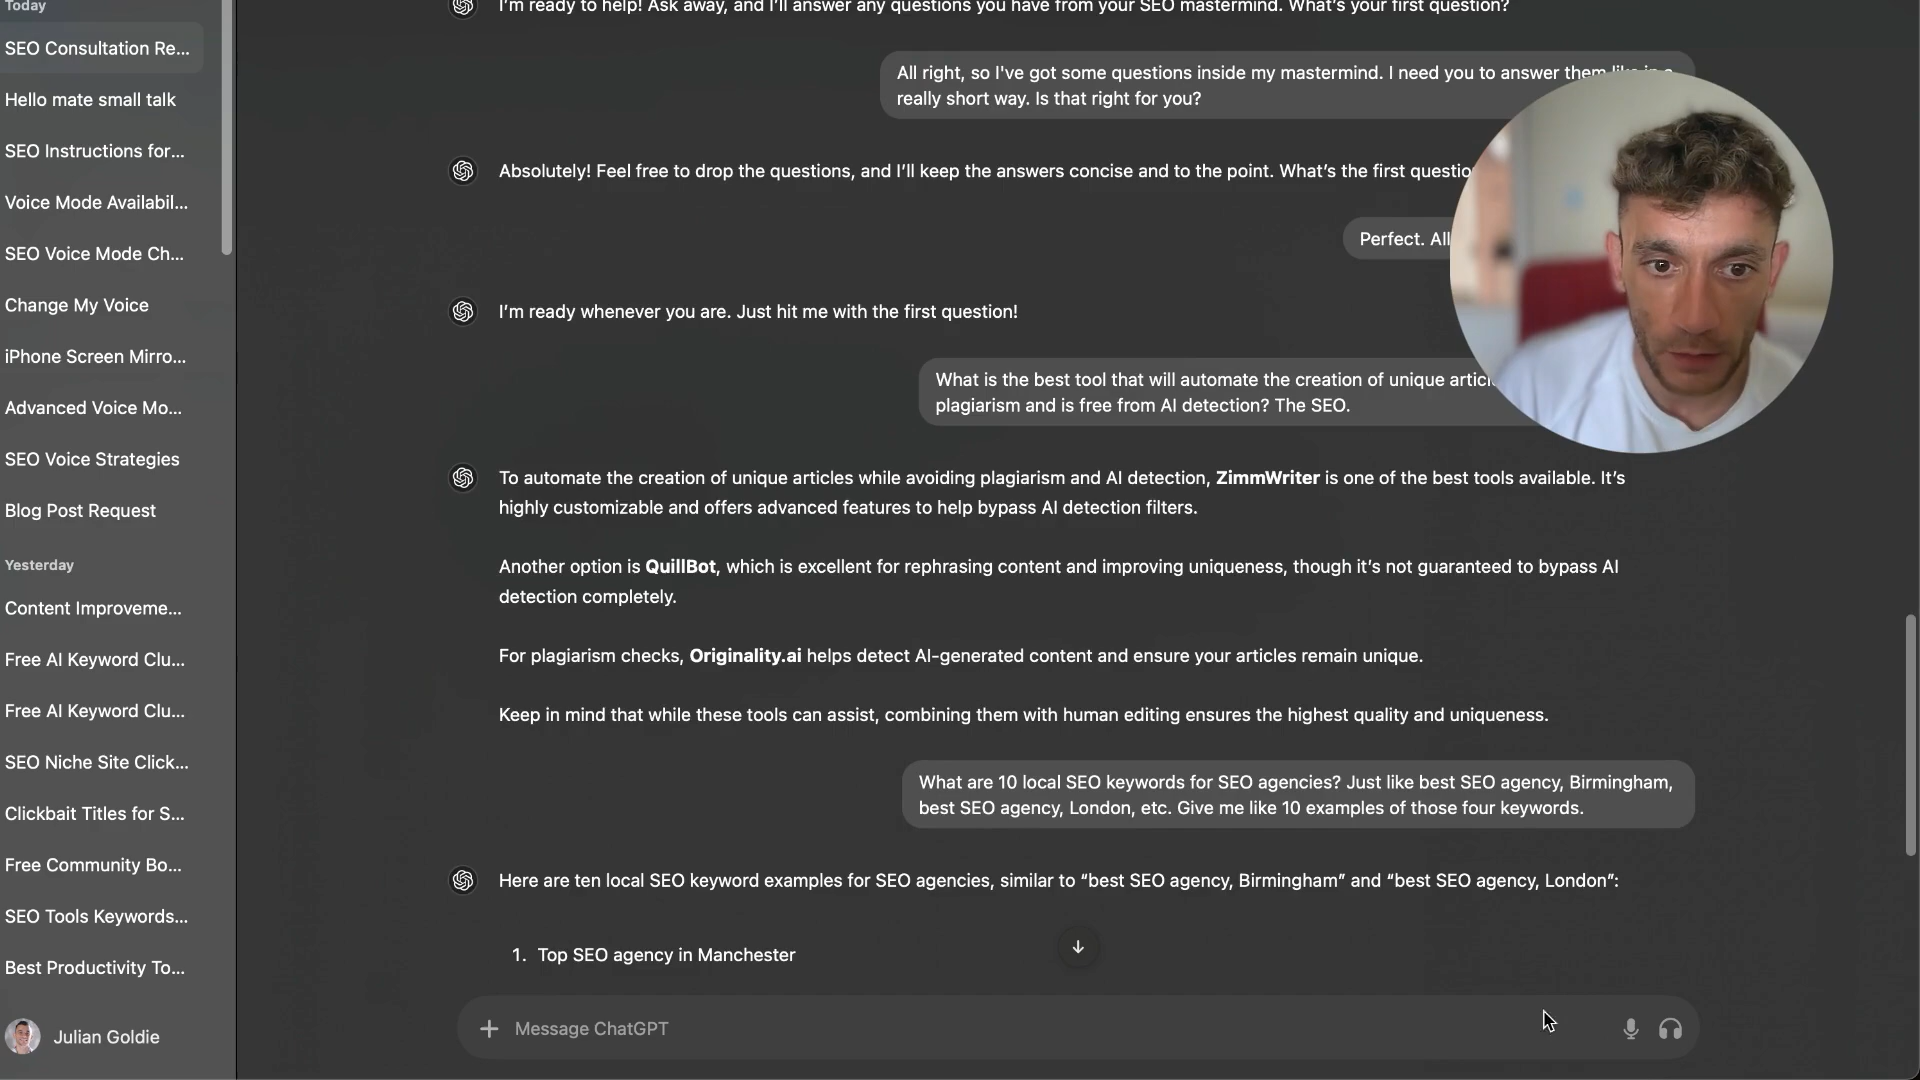 Today
SEO Consultation Re...
Hello mate small talk
SEO Instructions for...
Voice Mode Availabil...
SEO Voice Mode Ch...
Change My Voice
iPhone Screen Mirro...
Advanced Voice Mo...
SEO Voice Strategies
Blog Post Request
Yesterday
Content Improveme...
Free AI Keyword Clu...
Free AI Keyword Clu...
SEO Niche Site Click...
Clickbait Titles for S...
Free Community Bo...
SEO Tools Keywords...
Best Productivity To...
Julian Goldie
I'm ready to help! Ask away, and I'll answer any questions you have from your SEO mastermind. What's your first question?
All right, so I've got some questions inside my mastermind. I need you to answer them like in a
really short way. Is that right for you?
Absolutely! Feel free to drop the questions, and I'll keep the answers concise and to the point. What's the first questio
Perfect. All
I'm ready whenever you are. Just hit me with the first question!
What is the best tool that will automate the creation of unique artic
plagiarism and is free from AI detection? The SEO.
To automate the creation of unique articles while avoiding plagiarism and AI detection, ZimmWriter is one of the best tools available. It's
highly customizable and offers advanced features to help bypass AI detection filters.
Another option is QuillBot, which is excellent for rephrasing content and improving uniqueness, though it's not guaranteed to bypass AI
detection completely.
For plagiarism checks, Originality.ai helps detect AI-generated content and ensure your articles remain unique.
Keep in mind that while these tools can assist, combining them with human editing ensures the highest quality and uniqueness.
What are 10 local SEO keywords for SEO agencies? Just like best SEO agency, Birmingham,
best SEO agency, London, etc. Give me like 10 examples of those four keywords.
Here are ten local SEO keyword examples for SEO agencies, similar to “best SEO agency, Birmingham” and “best SEO agency, London”:
1. Top SEO agency in Manchester
Message ChatGPT